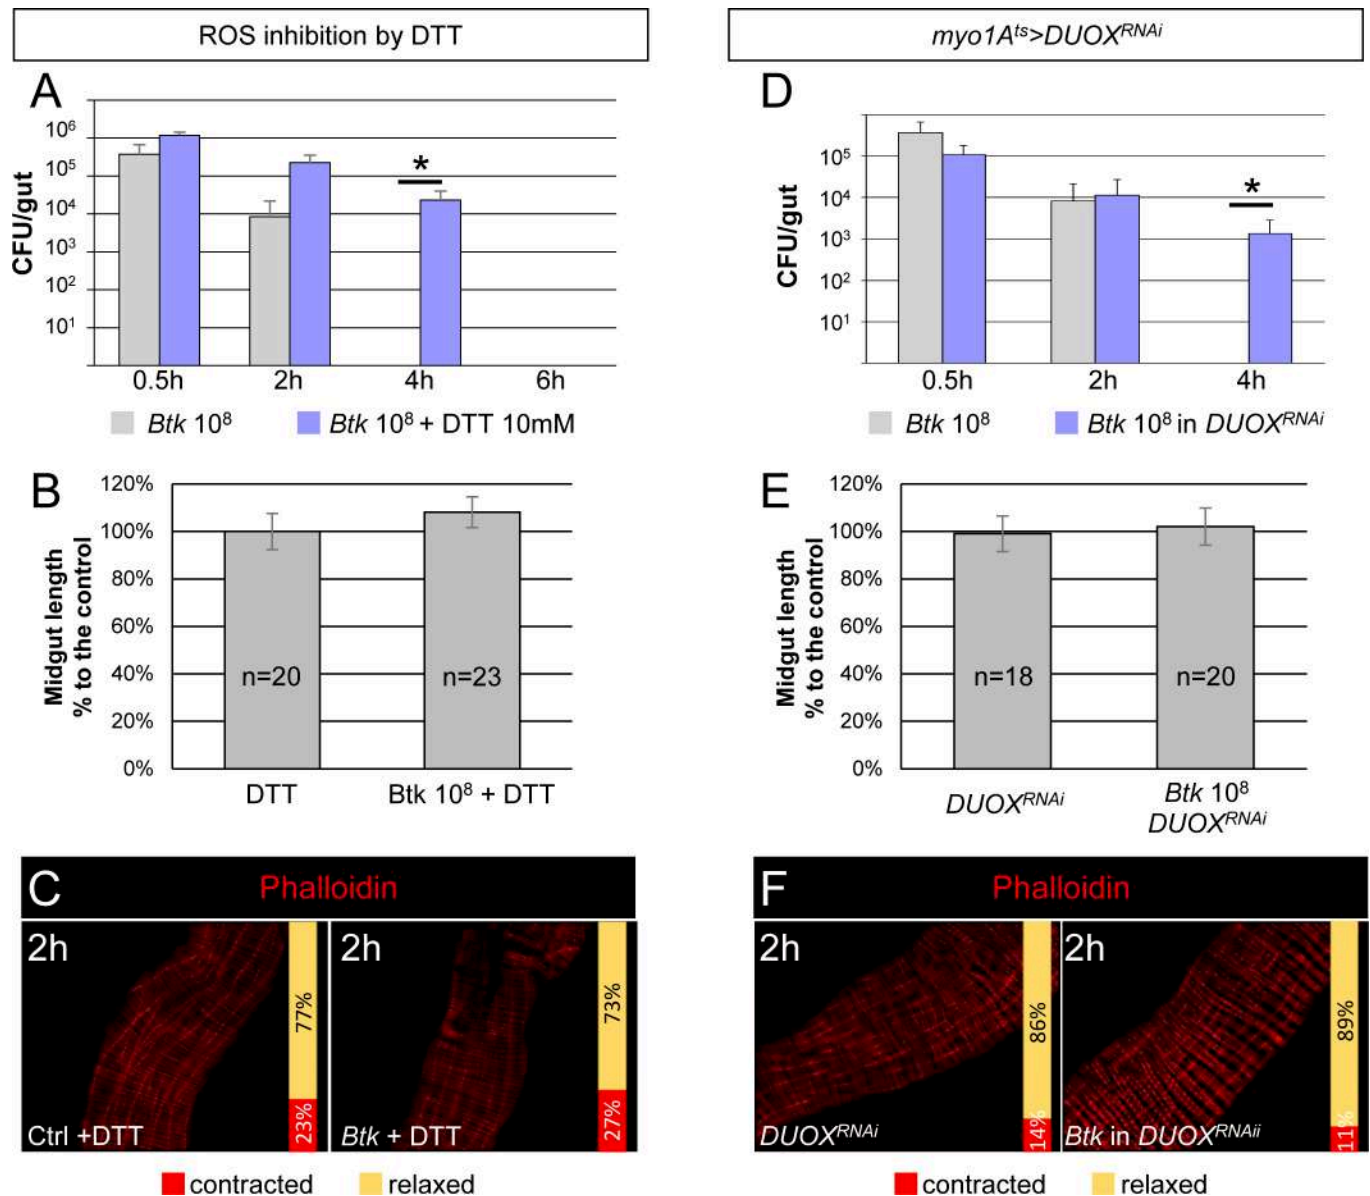 ROS inhibition by DTT
A
CFU/gut
10⁶
10⁵
10⁴
10³
10²
10¹
*
0.5h 2h 4h 6h
Btk 10⁸ Btk 10⁸ + DTT 10mM
B
Midgut length
% to the control
120%
100%
80%
60%
40%
20%
0%
n=20 n=23
DTT Btk 10⁸ + DTT
C
Phalloidin
2h 77% 23% Ctrl +DTT
2h 73% 27% Btk + DTT
contracted relaxed
myo1Aᵗˢ>DUOXᴿᴺᴬⁱ
D
CFU/gut
10⁵
10⁴
10³
10²
10¹
*
0.5h 2h 4h
Btk 10⁸ Btk 10⁸ in DUOXᴿᴺᴬⁱ
E
Midgut length
% to the control
120%
100%
80%
60%
40%
20%
0%
n=18 n=20
DUOXᴿᴺᴬⁱ Btk 10⁸
DUOXᴿᴺᴬⁱ
F
Phalloidin
2h 86% 14% DUOXᴿᴺᴬⁱ
2h 89% 11% Btk in DUOXᴿᴺᴬⁱⁱ
contracted relaxed